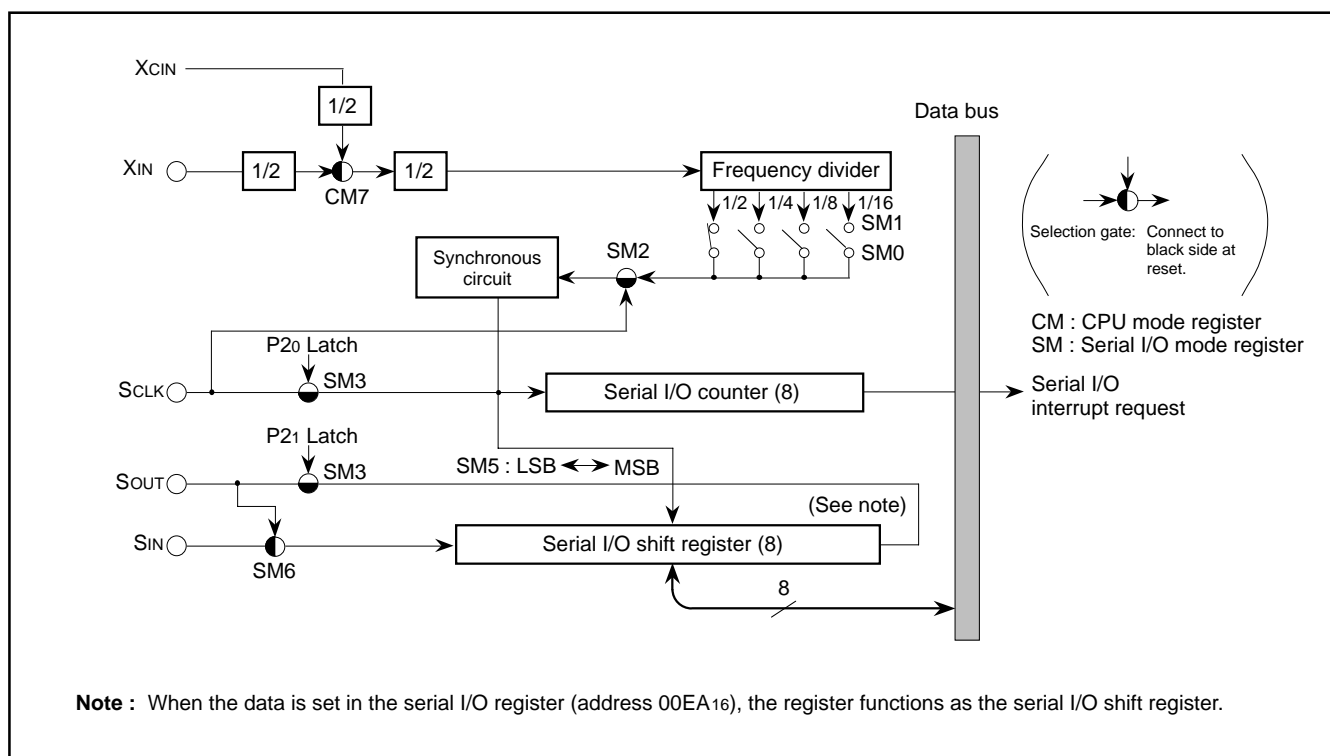 XCIN
1/2
Data bus
XIN
1/2
1/2
Frequency divider
CM7
1/2
1/4
1/8
1/16
SM1
SM0
Selection gate: Connect to
black side at
reset.
Synchronous
circuit
SM2
CM : CPU mode register
SM : Serial I/O mode register
P20 Latch
SCLK
SM3
Serial I/O counter (8)
Serial I/O
interrupt request
P21 Latch
SM5 : LSB
MSB
SOUT
SM3
(See note)
SIN
Serial I/O shift register (8)
SM6
8
Note : When the data is set in the serial I/O register (address 00EA16), the register functions as the serial I/O shift register.